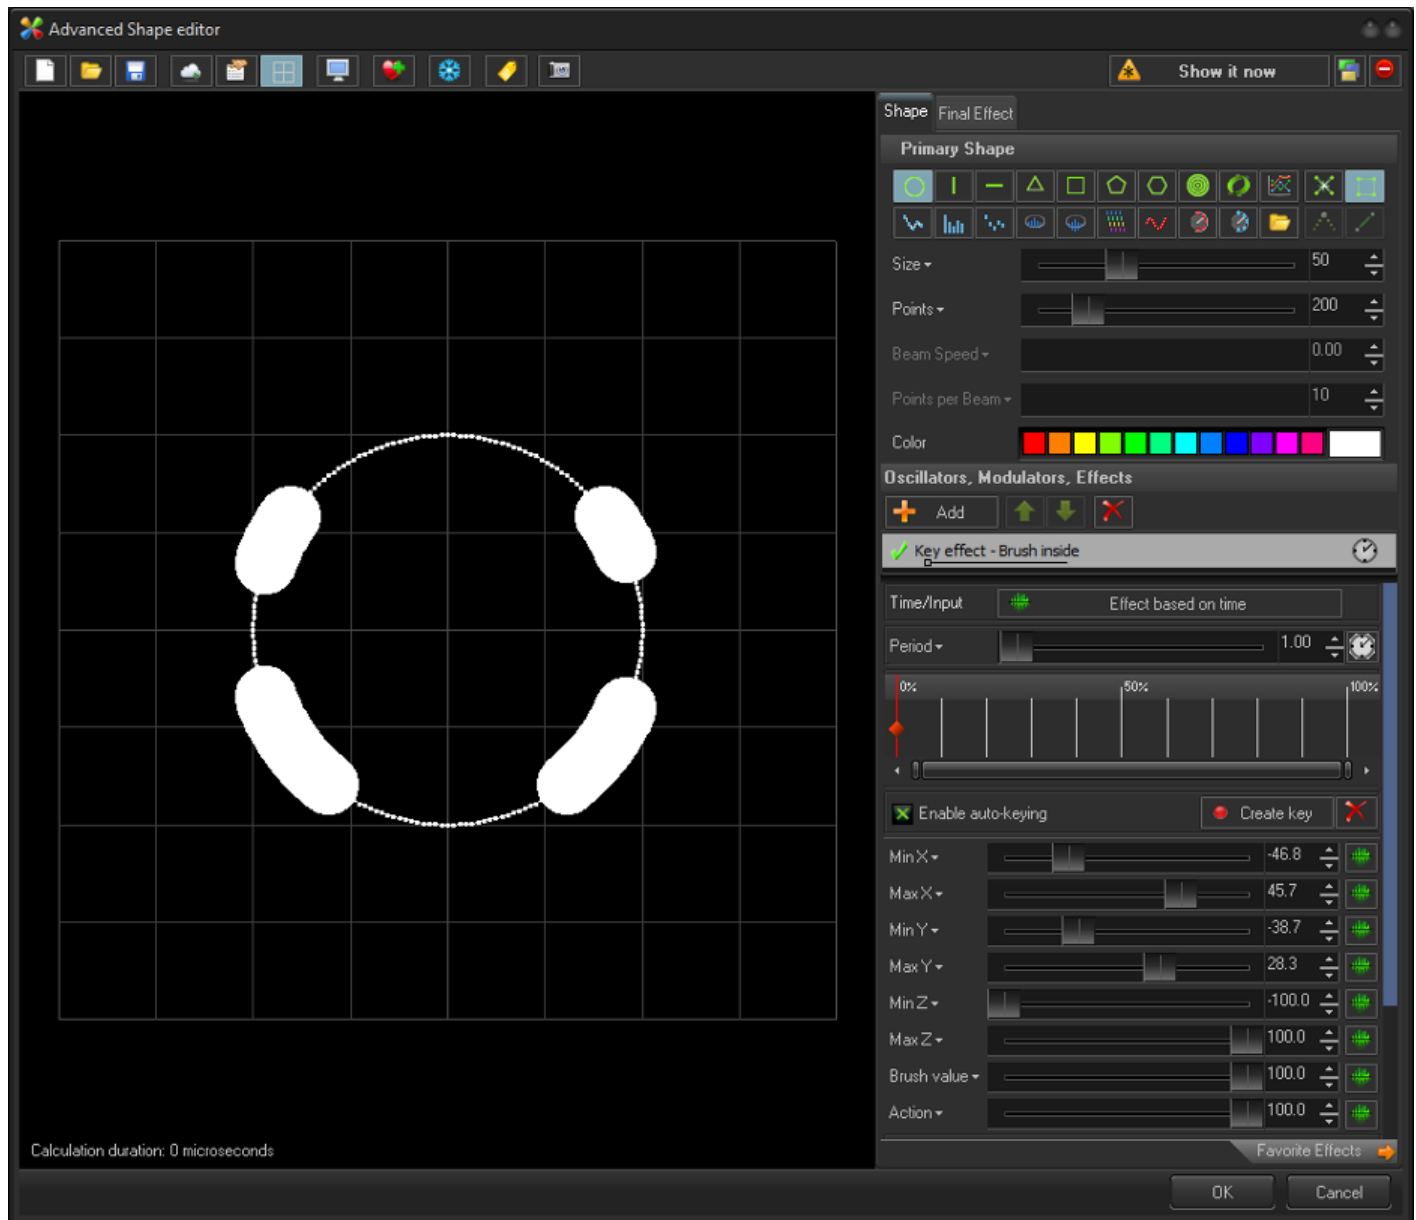 Advanced Shape editor
Show it now
Shape Final Effect
Primary Shape
Size 50
Points 200
Beam Speed 0.00
Points per Beam 10
Color
Oscillators, Modulators, Effects
Add
Key effect - Brush inside
Time/Input Effect based on time
Period 1.00
0% 50% 100%
Enable auto-keying Create key
Min X -46.8
Max X 45.7
Min Y -38.7
Max Y 28.3
Min Z -100.0
Max Z 100.0
Brush value 100.0
Action 100.0
Calculation duration: 0 microseconds
Favorite Effects
OK Cancel